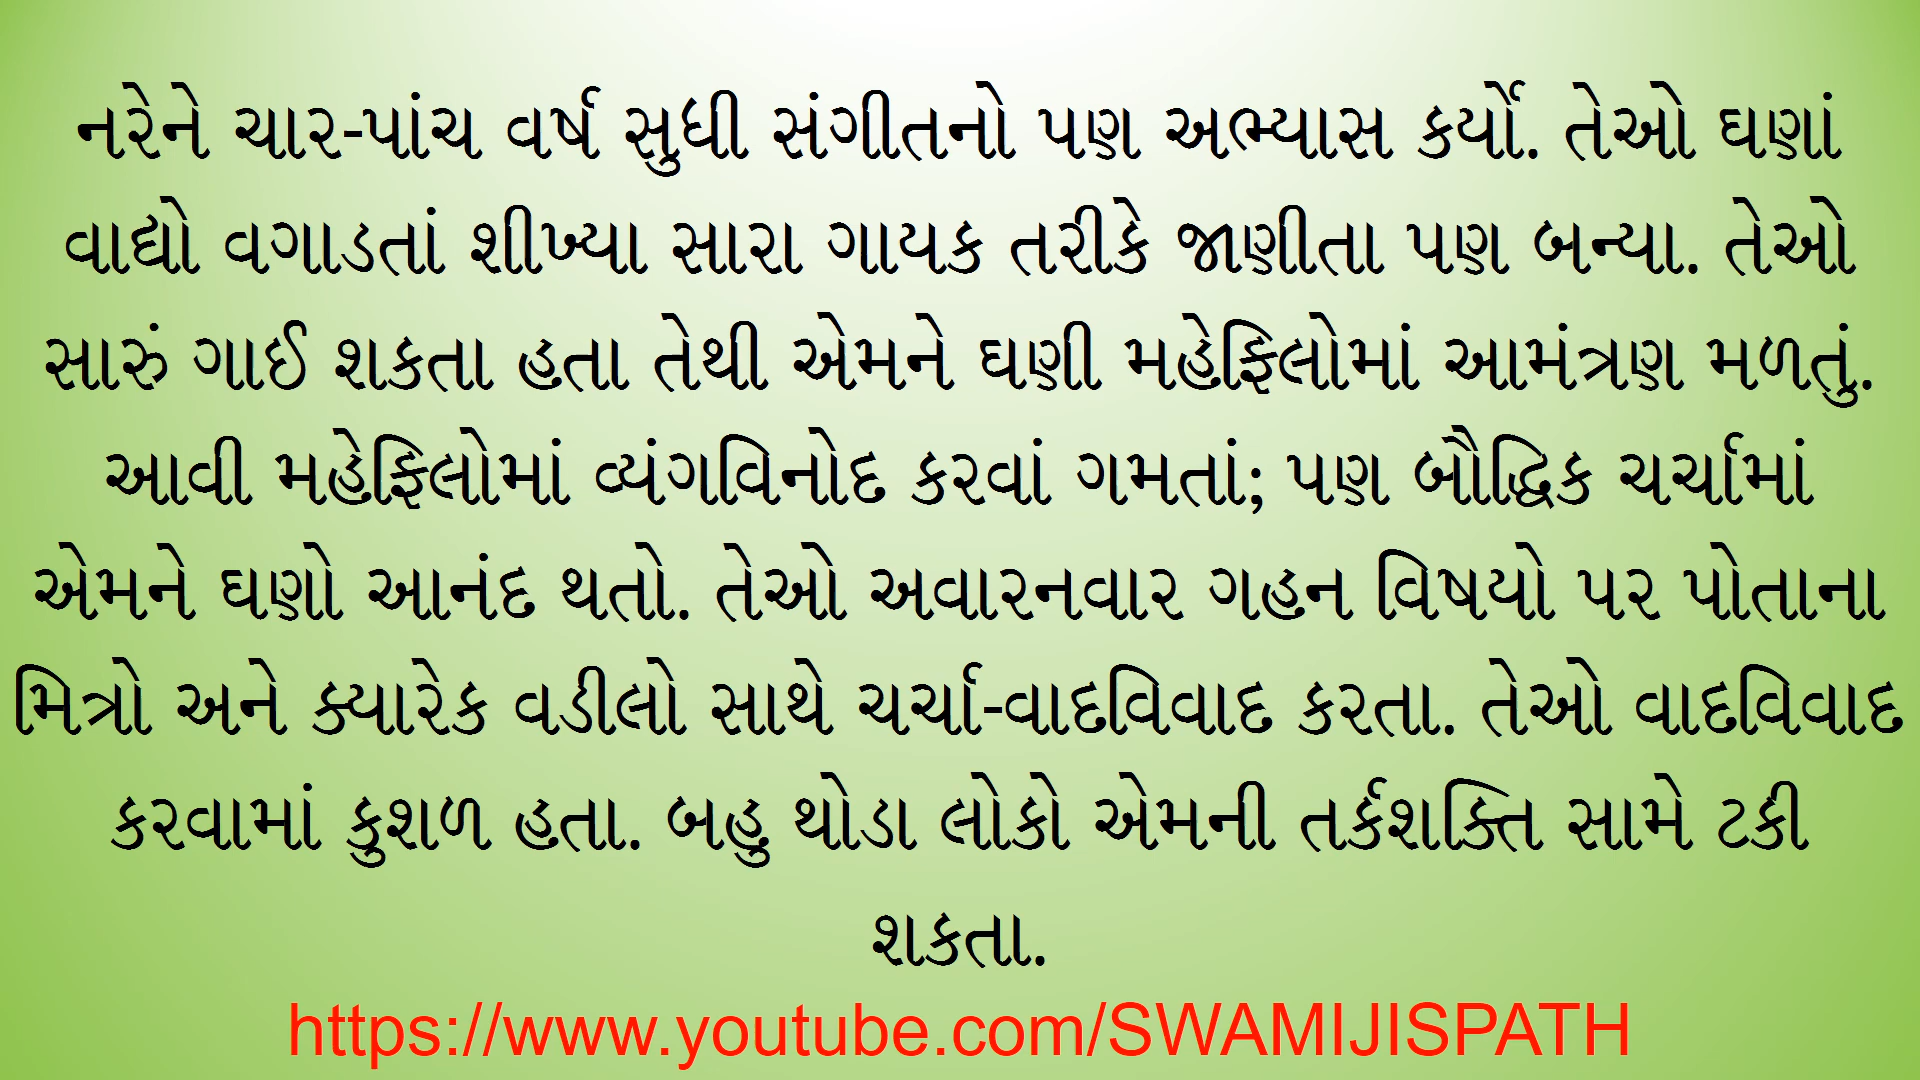 નરેને ચાર-પાંચ વર્ષ સુધી સંગીતનો પણ અભ્યાસ કર્યો. તેઓ ઘણાં
વાદ્યો વગાડતાં શીખ્યા સારા ગાયક તરીકે જાણીતા પણ બન્યા. તેઓ
સારું ગાઈ શકતા હતા તેથી એમને ઘણી મહેફિલોમાં આમંત્રણ મળતું.
આવી મહેફિલોમાં વ્યંગવિનોદ કરવાં ગમતાં; પણ બૌદ્ધિક ચર્ચામાં
એમને ઘણો આનંદ થતો. તેઓ અવારનવાર ગહન વિષયો પર પોતાના
મિત્રો અને ક્યારેક વડીલો સાથે ચર્ચા-વાદવિવાદ કરતા. તેઓ વાદવિવાદ
કરવામાં કુશળ હતા. બહુ થોડા લોકો એમની તર્કશક્તિ સામે ટકી
શકતા.
https://www.youtube.com/SWAMIJISPATH